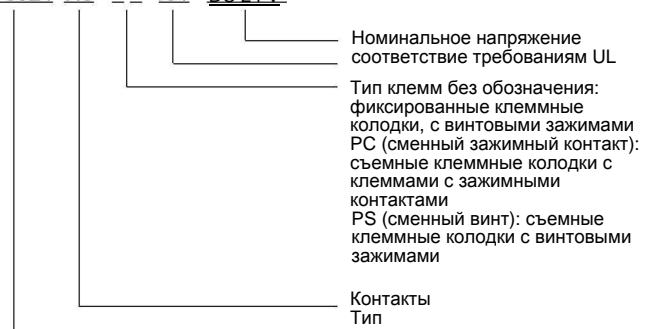 Номинальное напряжение
соответствие требованиям UL
Тип клемм без обозначения:
фиксированные клеммные
колодки, с винтовыми зажимами
PC (сменный зажимный контакт):
съемные клеммные колодки с
клеммами с зажимными
контактами
PS (сменный винт): съемные
клеммные колодки с винтовыми
зажимами
Контакты
Тип